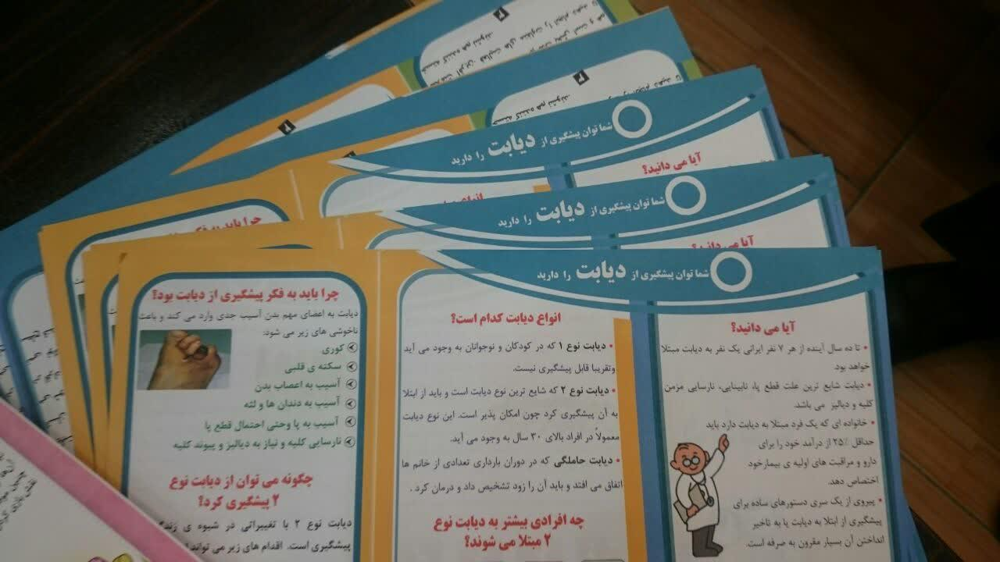 شما توان پیشگیری از دیابت را دارید
آیا می دانید؟
• تا ده سال آینده از هر ۷ نفر ایرانی یک نفر به دیابت مبتلا
خواهد بود.
• دیابت شایع ترین علت قطع پا، نابینایی، نارسایی مزمن
کلیه و دیالیز می باشد.
• خانواده ای که یک فرد مبتلا به دیابت دارد باید
حداقل ۲۵٪ از درآمد خود را برای
دارو و مراقبت های اولیه ی بیمارخود
اختصاص دهد.
• پیروی از یک سری دستورهای ساده برای
پیشگیری از ابتلا به دیابت یا به تاخیر
انداختن آن بسیار مقرون به صرفه است.
انواع دیابت کدام است؟
• دیابت نوع ۱ که در کودکان و نوجوانان به وجود می آید
وتقریبا قابل پیشگیری نیست.
• دیابت نوع ۲ که شایع ترین نوع دیابت است و باید از ابتلا
به آن پیشگیری کرد چون امکان پذیر است. این نوع دیابت
معمولاً در افراد بالای ۳۰ سال به وجود می آید.
• دیابت حاملگی که در دوران بارداری تعدادی از خانم ها
اتفاق می افتد و باید آن را زود تشخیص داد و درمان کرد.
چه افرادی بیشتر به دیابت نوع
۲ مبتلا می شوند؟
چرا باید به فکر پیشگیری از دیابت بود؟
دیابت به اعضای مهم بدن آسیب جدی وارد می کند و باعث
ناخوشی های زیر می شود:
کوری
سکته ی قلبی
آسیب به اعصاب بدن
آسیب به دندان ها و لثه
آسیب به پا وحتی احتمال قطع پا
نارسایی کلیه و نیاز به دیالیز و پیوند کلیه
چگونه می توان از دیابت نوع
۲ پیشگیری کرد؟
دیابت نوع ۲ با تغییراتی در شیوه ی
پیشگیری است. اقدام های زیر می تواند
شما توان پیشگیری از دیابت را دارید
آیا می دانید؟
شما توان پیشگیری از دیابت را دارید
آیا می دانید؟
انواع
چرا باید به فکر